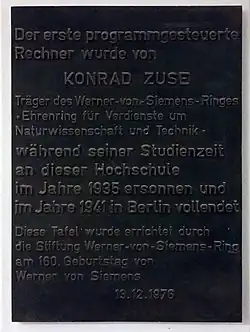 Der erste programmgesteuerte
Rechner wurde von
KONRAD ZUSE
Träger des Werner-von-Siemens-Ringes
-Ehrenring für Verdienste um
Naturwissenschaft und Technik-
während seiner Studienzeit
an dieser Hochschule
im Jahre 1935 ersonnen und
im Jahre 1941 in Berlin vollendet
Diese Tafel wurde errichtet durch
die Stiftung Werner-von-Siemens-Ring
am 160. Geburtstag von
Werner von Siemens
13.12.1976